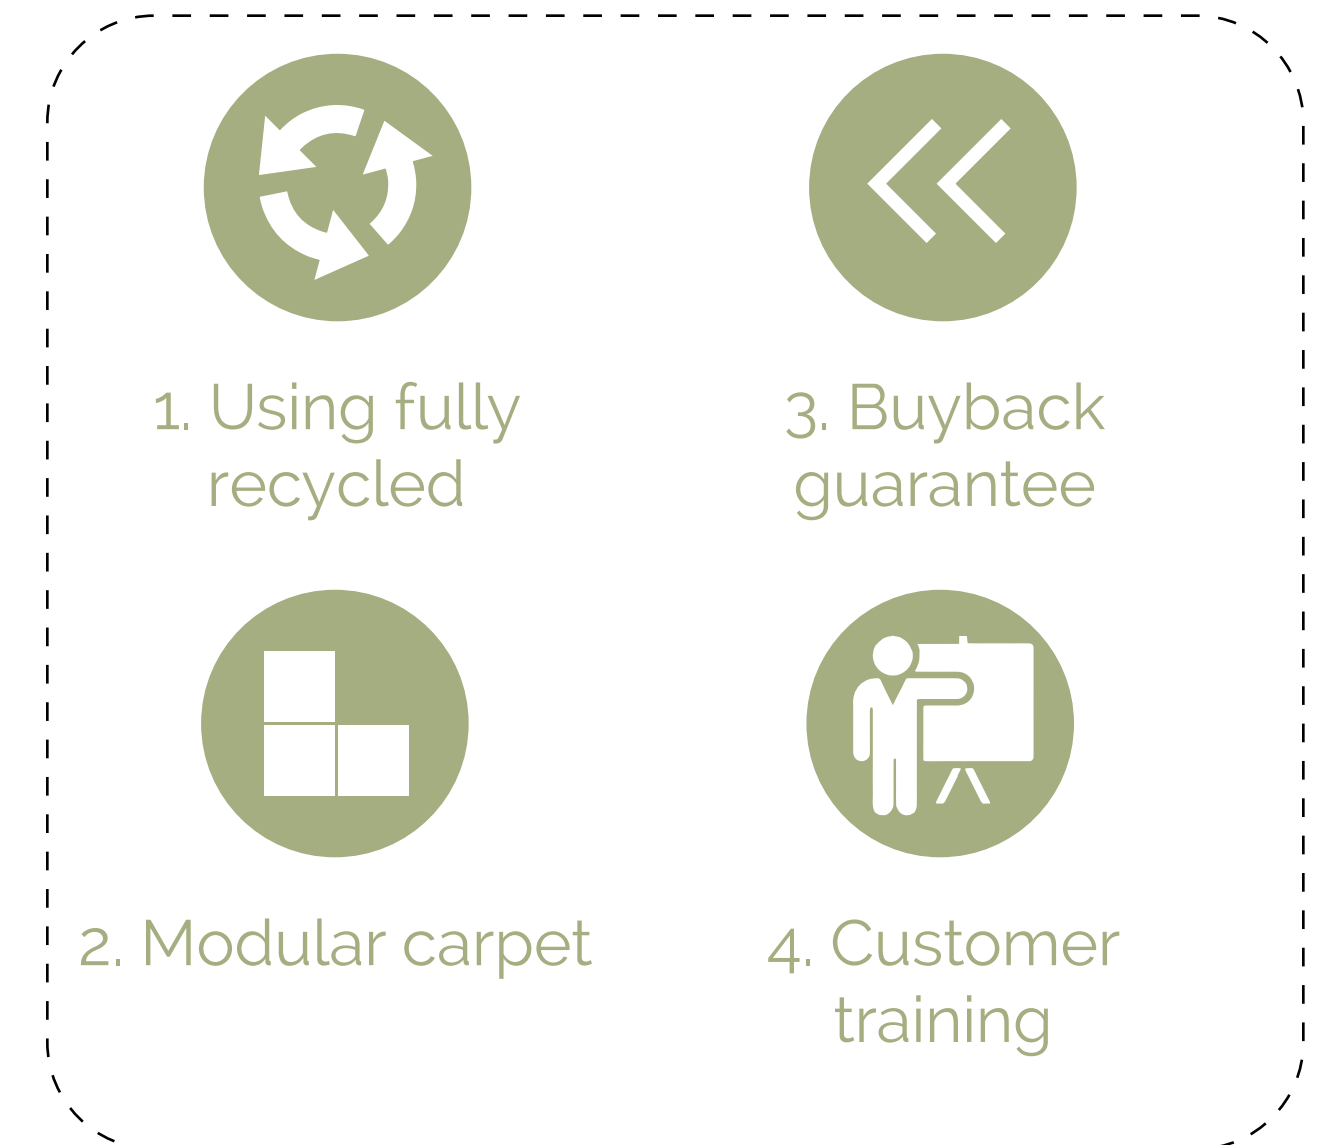 1. Using fully
recycled
2. Modular carpet
3. Buyback
guarantee
4. Customer
training